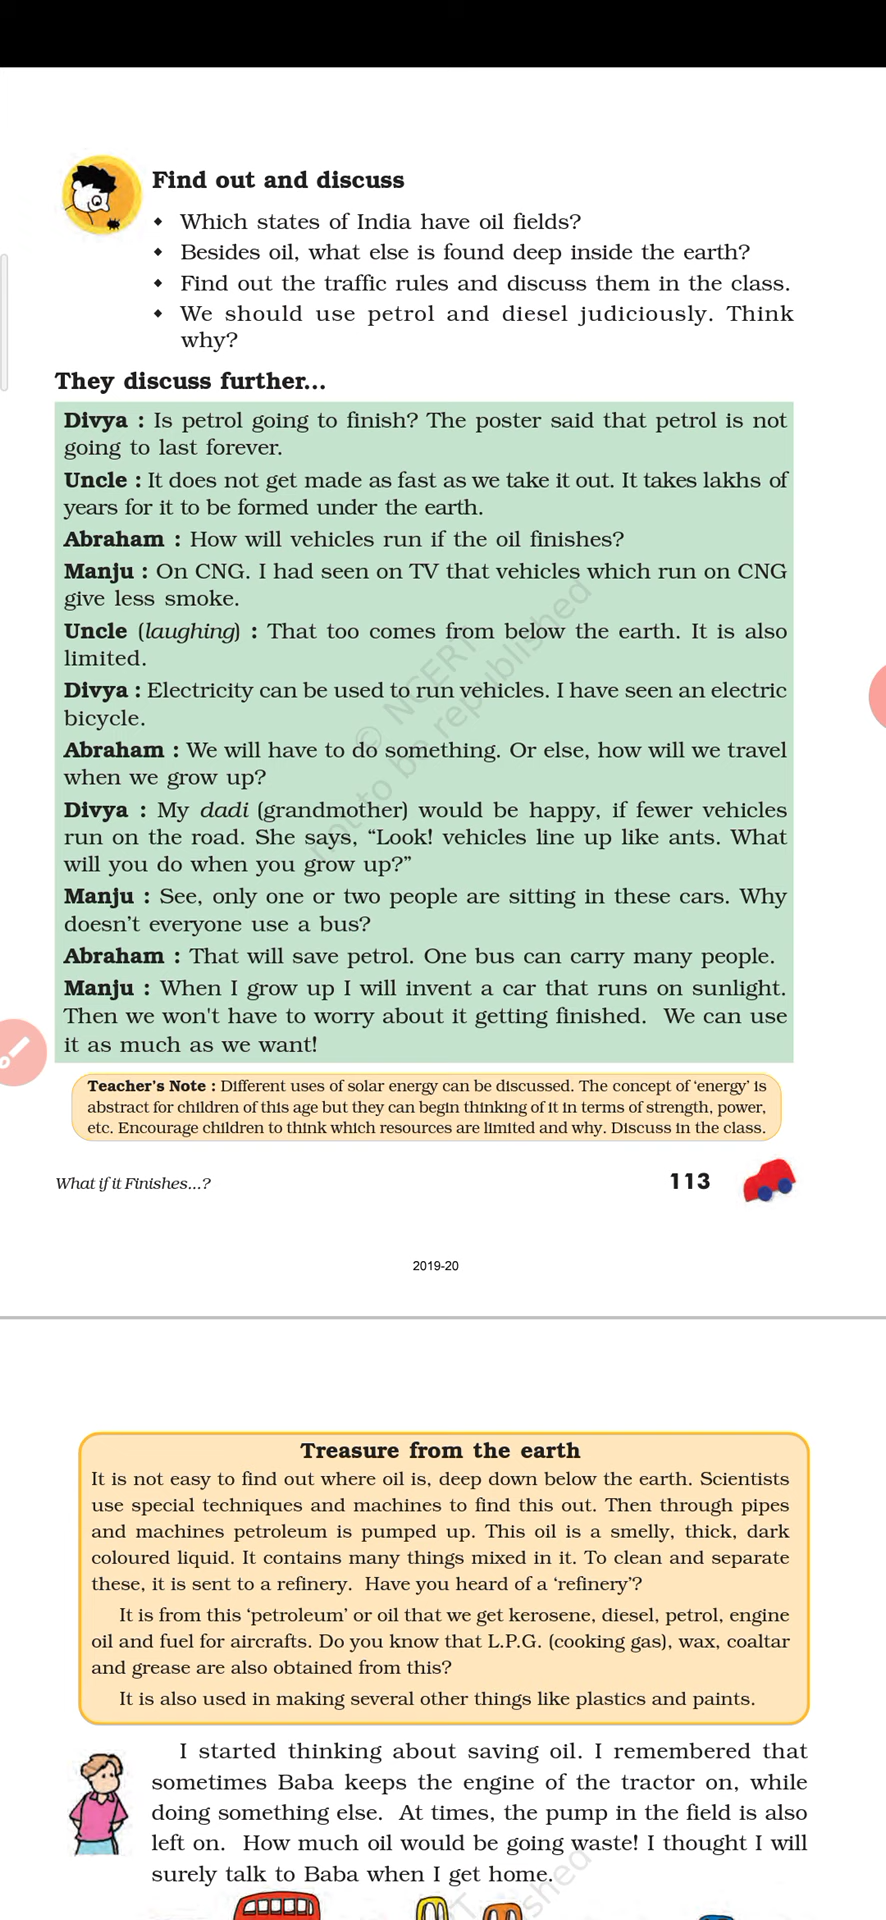 Find out and discuss
◆ Which states of India have oil fields?
◆ Besides oil, what else is found deep inside the earth?
◆ Find out the traffic rules and discuss them in the class.
◆ We should use petrol and diesel judiciously. Think
why?
They discuss further...
Divya : Is petrol going to finish? The poster said that petrol is not
going to last forever.
Uncle : It does not get made as fast as we take it out. It takes lakhs of
years for it to be formed under the earth.
Abraham : How will vehicles run if the oil finishes?
Manju : On CNG. I had seen on TV that vehicles which run on CNG
give less smoke.
Uncle (laughing) : That too comes from below the earth. It is also
limited.
Divya : Electricity can be used to run vehicles. I have seen an electric
bicycle.
Abraham : We will have to do something. Or else, how will we travel
when we grow up?
Divya : My dadi (grandmother) would be happy, if fewer vehicles
run on the road. She says, “Look! vehicles line up like ants. What
will you do when you grow up?”
Manju : See, only one or two people are sitting in these cars. Why
doesn’t everyone use a bus?
Abraham : That will save petrol. One bus can carry many people.
Manju : When I grow up I will invent a car that runs on sunlight.
Then we won't have to worry about it getting finished. We can use
it as much as we want!
© NCERT
not to be republished
Teacher's Note : Different uses of solar energy can be discussed. The concept of ‘energy’ is
abstract for children of this age but they can begin thinking of it in terms of strength, power,
etc. Encourage children to think which resources are limited and why. Discuss in the class.
What if it Finishes...?
113
2019-20
Treasure from the earth
It is not easy to find out where oil is, deep down below the earth. Scientists
use special techniques and machines to find this out. Then through pipes
and machines petroleum is pumped up. This oil is a smelly, thick, dark
coloured liquid. It contains many things mixed in it. To clean and separate
these, it is sent to a refinery. Have you heard of a ‘refinery’?
It is from this ‘petroleum’ or oil that we get kerosene, diesel, petrol, engine
oil and fuel for aircrafts. Do you know that L.P.G. (cooking gas), wax, coaltar
and grease are also obtained from this?
It is also used in making several other things like plastics and paints.
I started thinking about saving oil. I remembered that
sometimes Baba keeps the engine of the tractor on, while
doing something else. At times, the pump in the field is also
left on. How much oil would be going waste! I thought I will
surely talk to Baba when I get home.